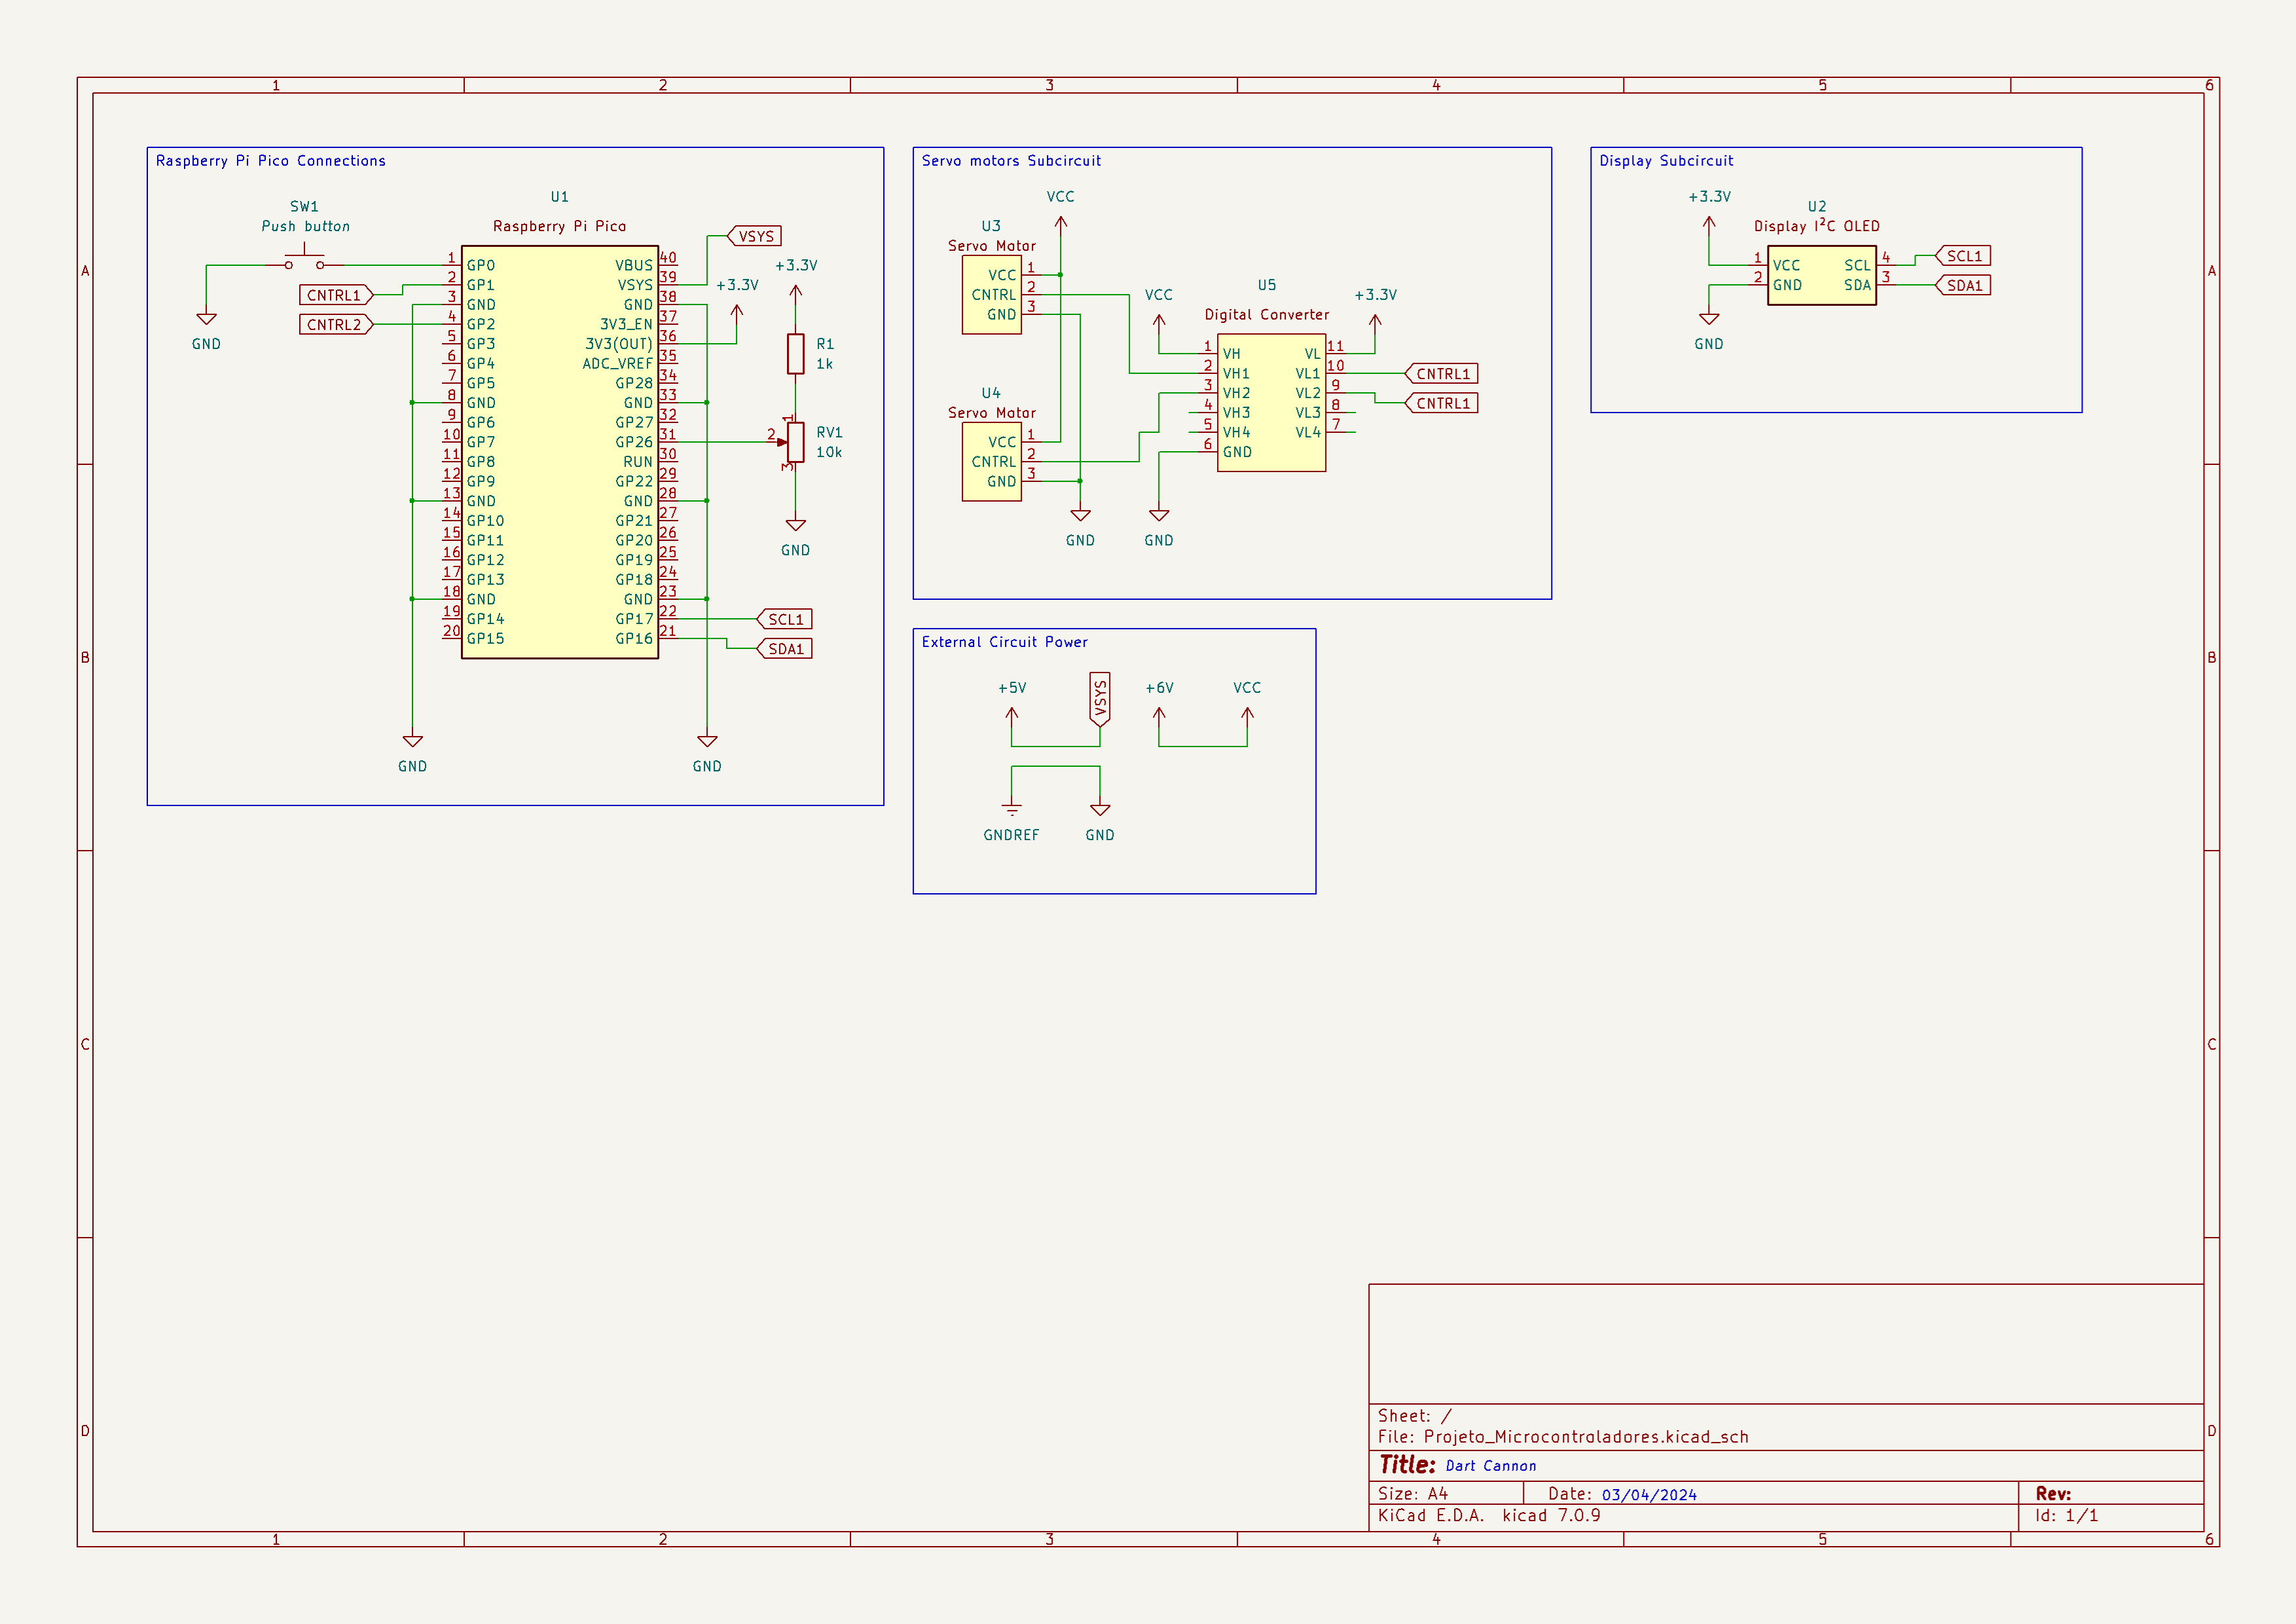 1 2 3 4 5 6
A
B
C
D
A
B
C
D
Raspberry Pi Pico Connections
SW1
Push button
GND
CNTRL1
CNTRL2
U1
Raspberry Pi Pico
1 GP0
2 GP1
3 GND
4 GP2
5 GP3
6 GP4
7 GP5
8 GND
9 GP6
10 GP7
11 GP8
12 GP9
13 GND
14 GP10
15 GP11
16 GP12
17 GP13
18 GND
19 GP14
20 GP15
VBUS 40
VSYS 39
GND 38
3V3_EN 37
3V3(OUT) 36
ADC_VREF 35
GP28 34
GND 33
GP27 32
GP26 31
RUN 30
GP22 29
GND 28
GP21 27
GP20 26
GP19 25
GP18 24
GND 23
GP17 22
GP16 21
VSYS
+3.3V
+3.3V
R1
1k
1
2
3
RV1
10k
GND
SCL1
SDA1
GND
GND
Servo motors Subcircuit
VCC
U3
Servo Motor
VCC 1
CNTRL 2
GND 3
U4
Servo Motor
VCC 1
CNTRL 2
GND 3
GND
VCC
U5
Digital Converter
+3.3V
1 VH
2 VH1
3 VH2
4 VH3
5 VH4
6 GND
VL 11
VL1 10
VL2 9
VL3 8
VL4 7
CNTRL1
CNTRL1
GND
External Circuit Power
+5V
VSYS
+6V
VCC
GNDREF
GND
Display Subcircuit
+3.3V
U2
Display I²C OLED
1 VCC
2 GND
SCL 4
SDA 3
SCL1
SDA1
GND
Sheet: /
File: Projeto_Microcontroladores.kicad_sch
Title: Dart Cannon
Size: A4 Date: 03/04/2024 Rev:
KiCad E.D.A. kicad 7.0.9 Id: 1/1
1 2 3 4 5 6